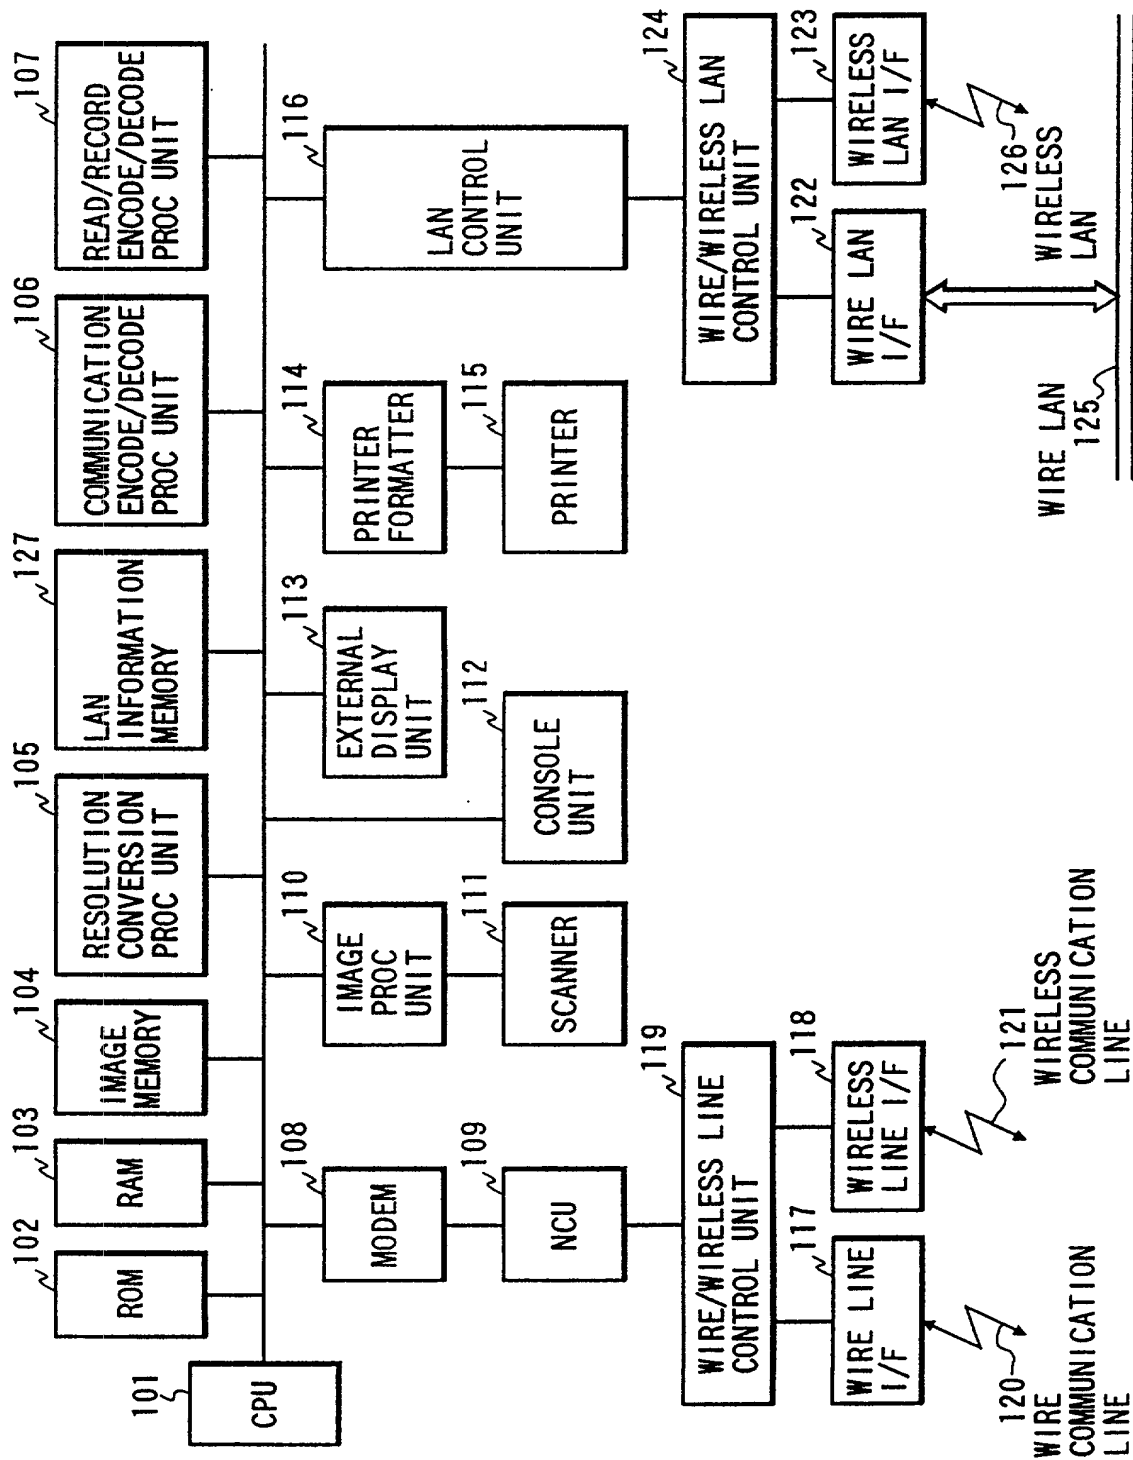 101
CPU
102
ROM
103
RAM
104
IMAGE
MEMORY
105
RESOLUTION
CONVERSION
PROC UNIT
127
LAN
INFORMATION
MEMORY
106
COMMUNICATION
ENCODE/DECODE
PROC UNIT
107
READ/RECORD
ENCODE/DECODE
PROC UNIT
108
MODEM
110
IMAGE
PROC
UNIT
113
EXTERNAL
DISPLAY
UNIT
114
PRINTER
FORMATTER
116
LAN
CONTROL
UNIT
109
NCU
111
SCANNER
112
CONSOLE
UNIT
115
PRINTER
119
WIRE/WIRELESS LINE
CONTROL UNIT
124
WIRE/WIRELESS LAN
CONTROL UNIT
117
WIRE LINE
I/F
118
WIRELESS
LINE I/F
122
WIRE LAN
I/F
123
WIRELESS
LAN I/F
120
WIRE
COMMUNICATION
LINE
121
WIRELESS
COMMUNICATION
LINE
WIRE LAN
125
126
WIRELESS
LAN